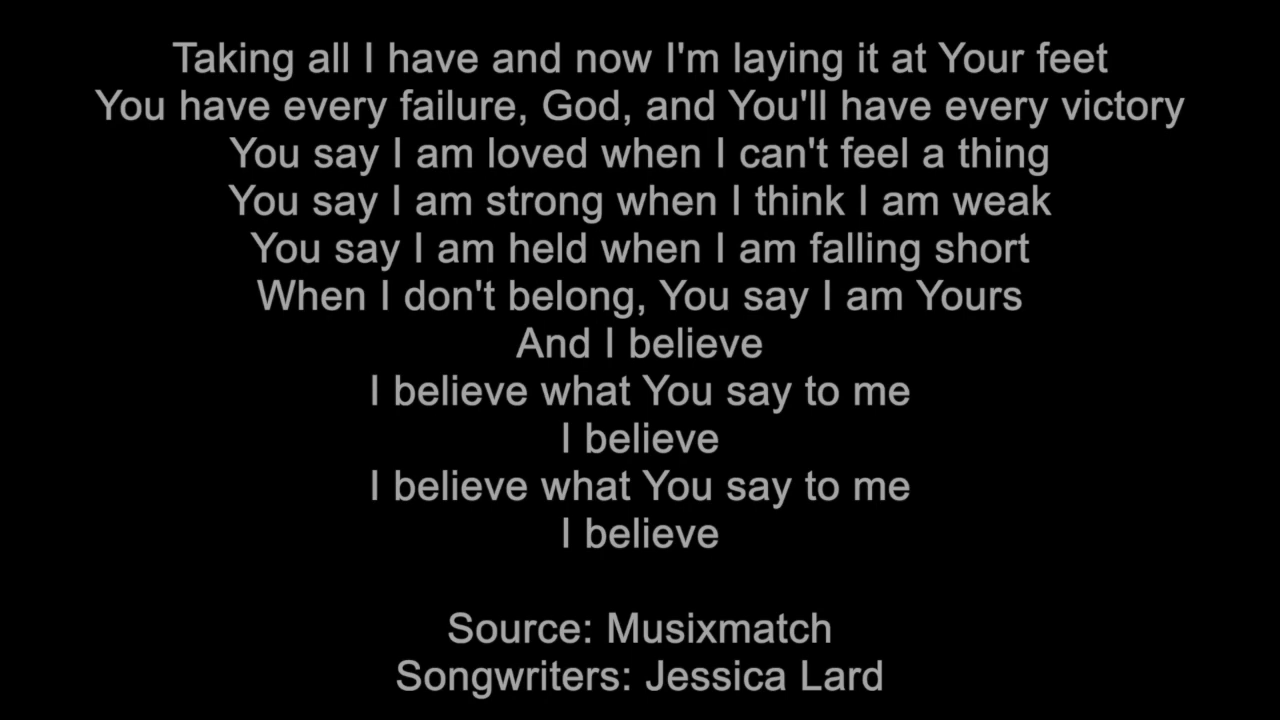 Taking all I have and now I'm laying it at Your feet
You have every failure, God, and You'll have every victory
You say I am loved when I can't feel a thing
You say I am strong when I think I am weak
You say I am held when I am falling short
When I don't belong, You say I am Yours
And I believe
I believe what You say to me
I believe
I believe what You say to me
I believe
Source: Musixmatch
Songwriters: Jessica Lard